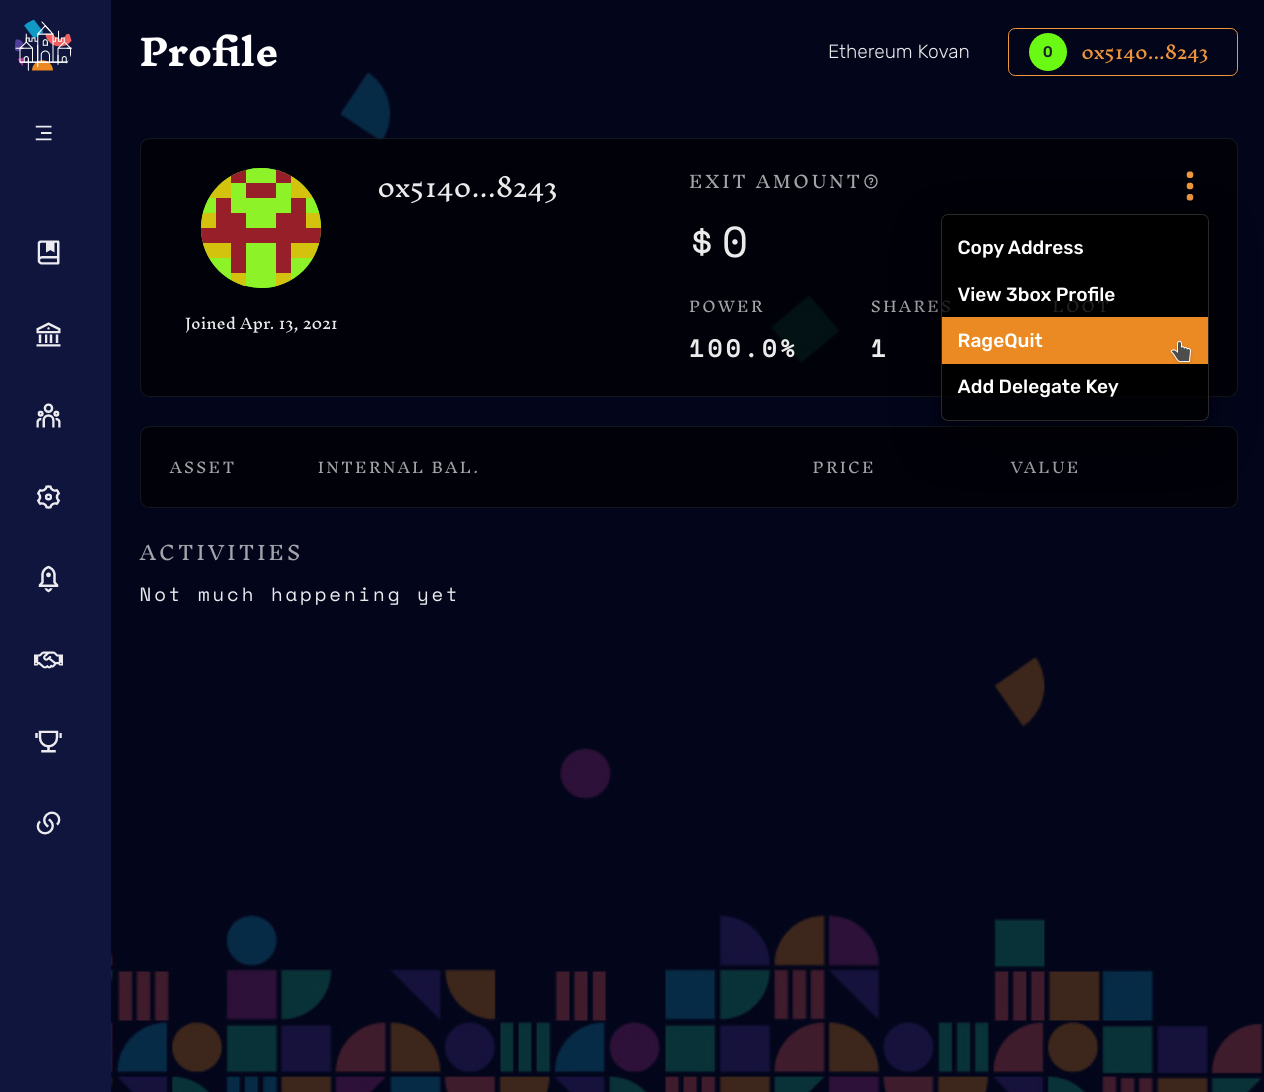 Profile
Ethereum Kovan
0
0x5140...8243
0x5140...8243
Joined Apr. 13, 2021
EXIT AMOUNT
$0
POWER
SHARES
LOOT
100.0%
1
Copy Address
View 3box Profile
RageQuit
Add Delegate Key
ASSET
INTERNAL BAL.
PRICE
VALUE
ACTIVITIES
Not much happening yet